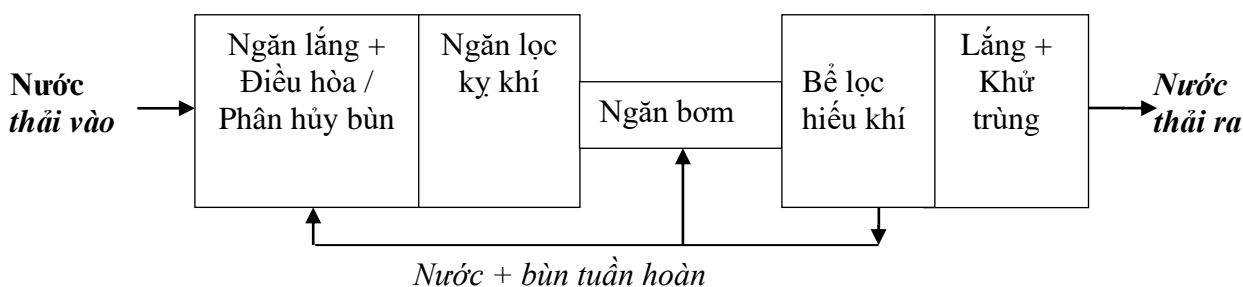 Nước
thải vào
Ngăn lắng +
Điều hòa /
Phân hủy bùn
Ngăn lọc
kỵ khí
Ngăn bơm
Bể lọc
hiếu khí
Lắng +
Khử
trùng
Nước
thải ra
Nước + bùn tuần hoàn